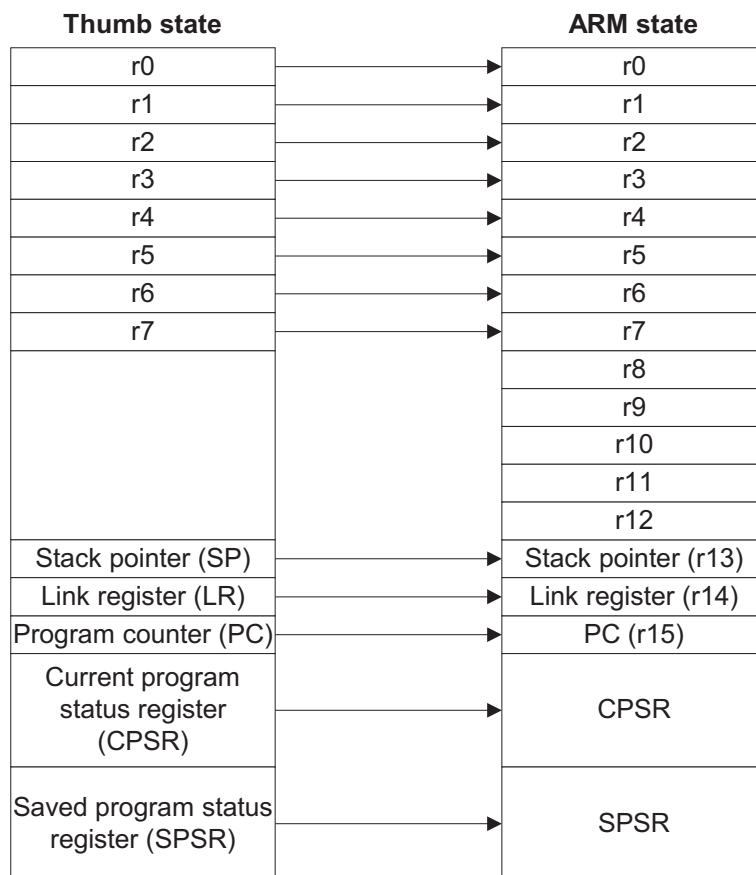 Thumb state
ARM state
r0
r0
r1
r1
r2
r2
r3
r3
r4
r4
r5
r5
r6
r6
r7
r7
r8
r9
r10
r11
r12
Stack pointer (SP)
Stack pointer (r13)
Link register (LR)
Link register (r14)
Program counter (PC)
PC (r15)
Current program
status register
(CPSR)
CPSR
Saved program status
register (SPSR)
SPSR